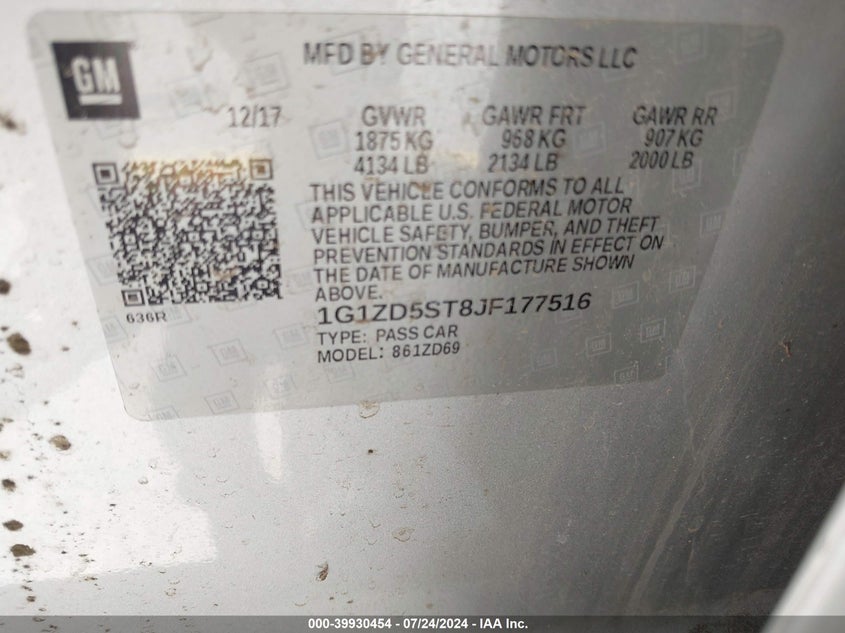 GM
MFD BY GENERAL MOTORS LLC
12/17 GVWR GAWR FRT GAWR RR
1875 KG 968 KG 907 KG
4134 LB 2134 LB 2000 LB
THIS VEHICLE CONFORMS TO ALL
APPLICABLE U.S. FEDERAL MOTOR
VEHICLE SAFETY, BUMPER, AND THEFT
PREVENTION STANDARDS IN EFFECT ON
THE DATE OF MANUFACTURE SHOWN
ABOVE.
636R
1G1ZD5ST8JF177516
TYPE: PASS CAR
MODEL: 861ZD69
000-39930454 / 07/24/2024 - IAA Inc.